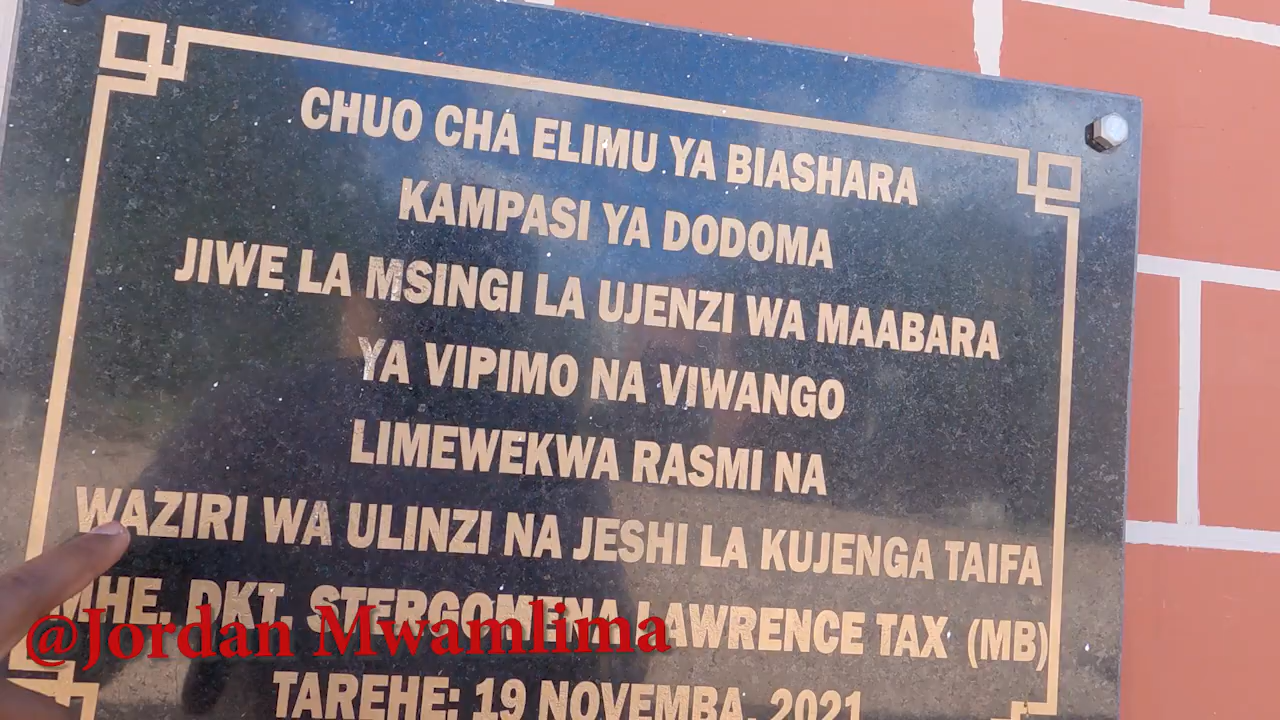 CHUO CHA ELIMU YA BIASHARA
KAMPASI YA DODOMA
JIWE LA MSINGI LA UJENZI WA MAABARA
YA VIPIMO NA VIWANGO
LIMEWEKWA RASMI NA
WAZIRI WA ULINZI NA JESHI LA KUJENGA TAIFA
MHE. DKT. STERGOMENA LAWRENCE TAX (MB)
@Jordan Mwamlima
TAREHE: 19 NOVEMBA, 2021